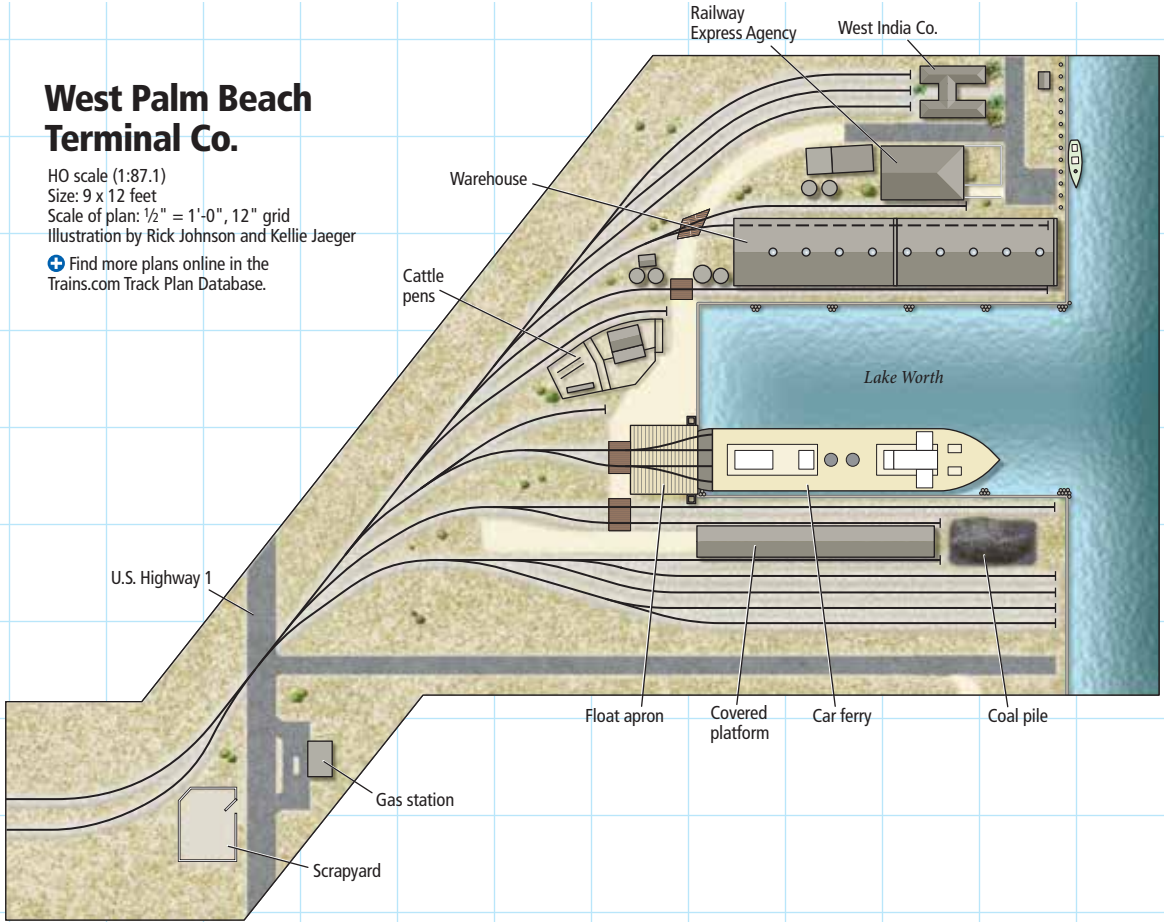 West Palm Beach
Terminal Co.
HO scale (1:87.1)
Size: 9 x 12 feet
Scale of plan: ½" = 1'-0", 12" grid
Illustration by Rick Johnson and Kellie Jaeger
Find more plans online in the
Trains.com Track Plan Database.
Railway
Express Agency
West India Co.
Warehouse
Cattle
pens
Lake Worth
U.S. Highway 1
Float apron
Covered
platform
Car ferry
Coal pile
Gas station
Scrapyard